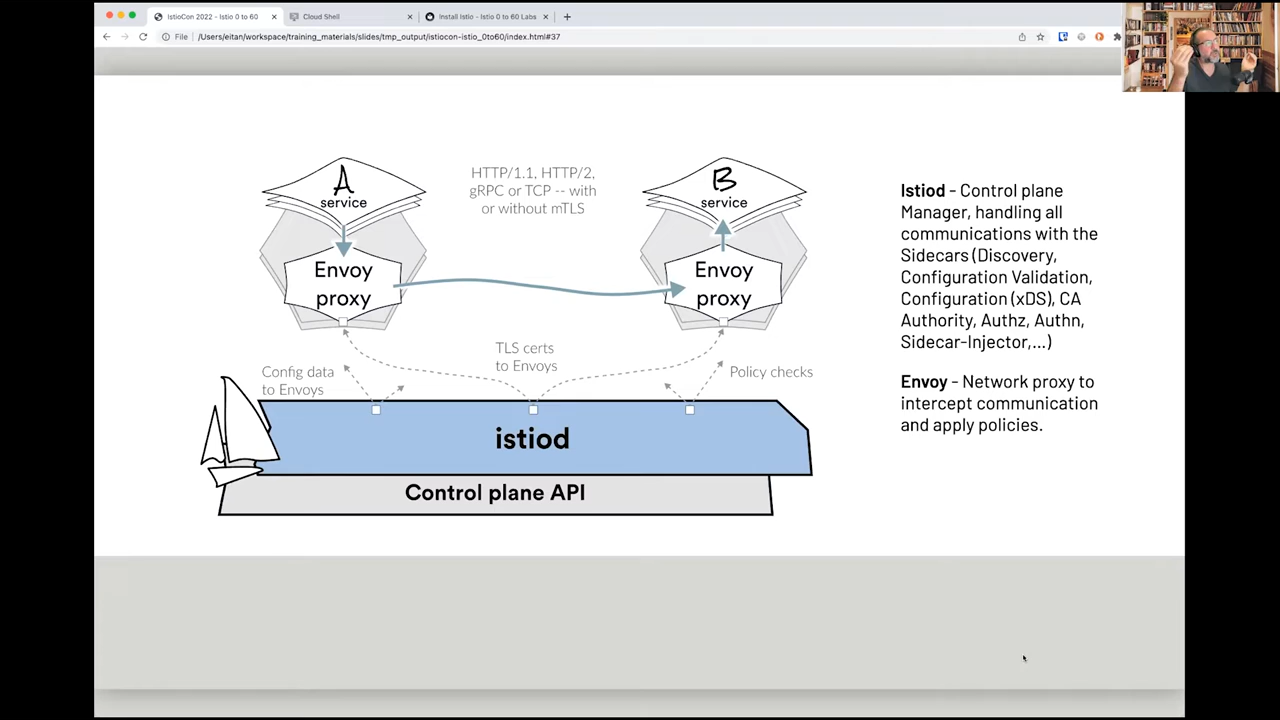 IstioCon 2022 - Istio 0 to 60
Cloud Shell
Install Istio - Istio 0 to 60 Labs
File
/Users/eitan/workspace/training_materials/slides/tmp_output/istiocon-istio_0to60/index.html#37
A
service
HTTP/1.1, HTTP/2,
gRPC or TCP -- with
or without mTLS
B
service
Envoy
proxy
Envoy
proxy
TLS certs
to Envoys
Config data
to Envoys
Policy checks
istiod
Control plane API
Istiod - Control plane
Manager, handling all
communications with the
Sidecars (Discovery,
Configuration Validation,
Configuration (xDS), CA
Authority, Authz, Authn,
Sidecar-Injector,...)
Envoy - Network proxy to
intercept communication
and apply policies.